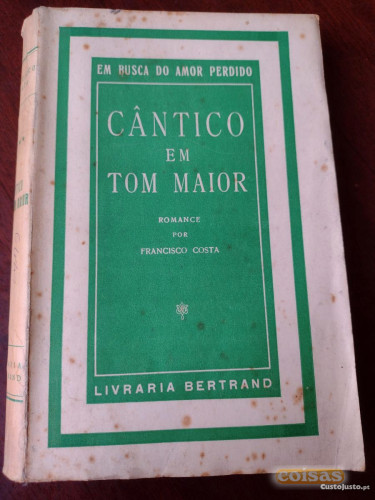 EM BUSCA DO AMOR PERDIDO
CÂNTICO
EM
TOM MAIOR
ROMANCE
POR
FRANCISCO COSTA
LIVRARIA BERTRAND
coisas
CustoJusto.pt